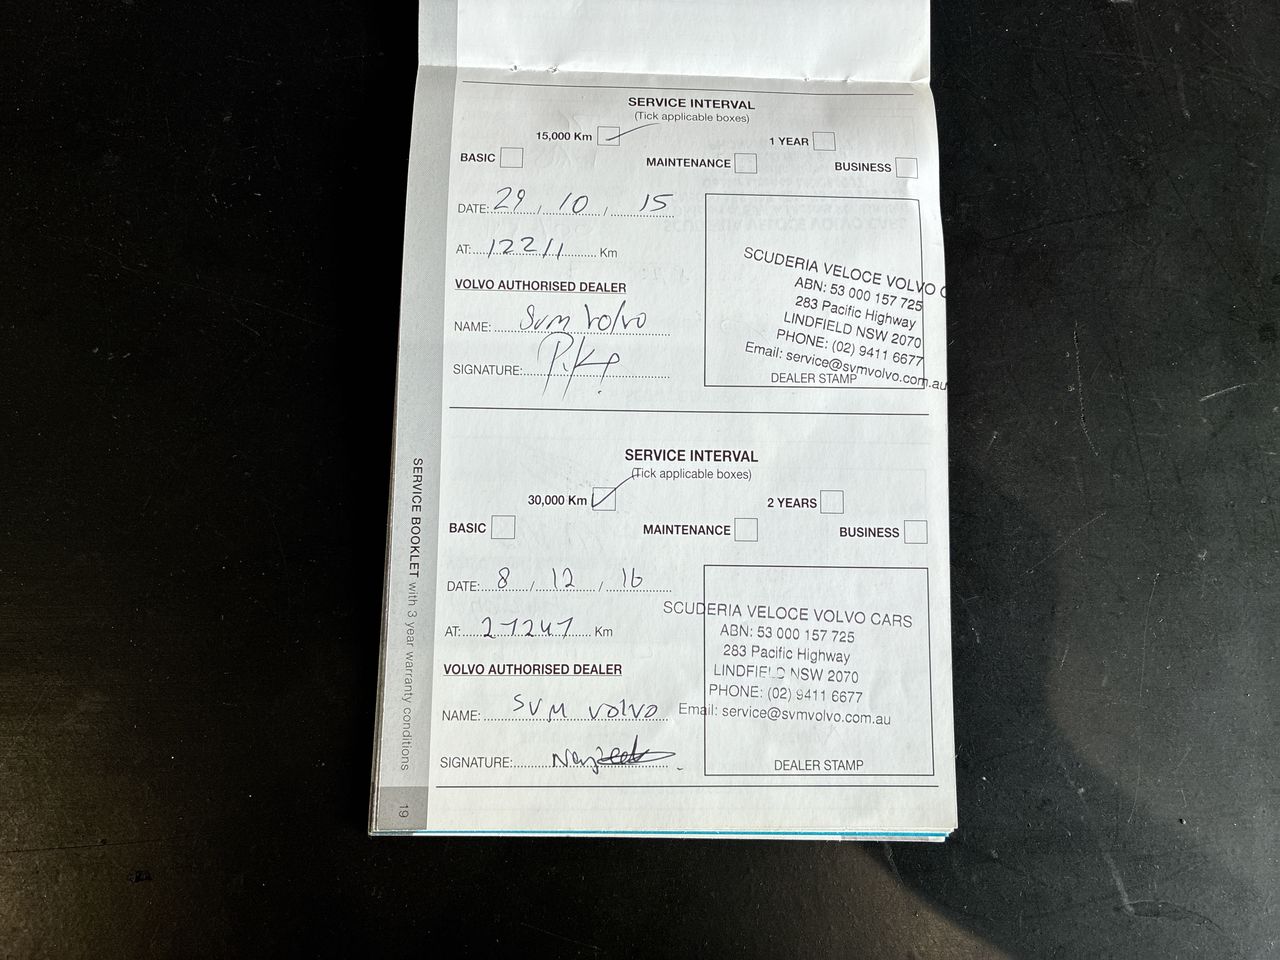 SERVICE INTERVAL
(Tick applicable boxes)
15,000 Km 1 YEAR
BASIC MAINTENANCE BUSINESS
DATE: 29 / 10 / 15
AT: 12211 Km
VOLVO AUTHORISED DEALER
NAME: SVM Volvo
SIGNATURE:
SCUDERIA VELOCE VOLVO C
ABN: 53 000 157 725
283 Pacific Highway
LINDFIELD NSW 2070
PHONE: (02) 9411 6677
Email: service@svmvolvo.com.au
DEALER STAMP
SERVICE INTERVAL
(Tick applicable boxes)
30,000 Km 2 YEARS
BASIC MAINTENANCE BUSINESS
DATE: 8 / 12 / 16
AT: 27247 Km
VOLVO AUTHORISED DEALER
NAME: SVM VOLVO
SIGNATURE:
SCUDERIA VELOCE VOLVO CARS
ABN: 53 000 157 725
283 Pacific Highway
LINDFIELD NSW 2070
PHONE: (02) 9411 6677
Email: service@svmvolvo.com.au
DEALER STAMP
SERVICE BOOKLET with 3 year warranty conditions
19